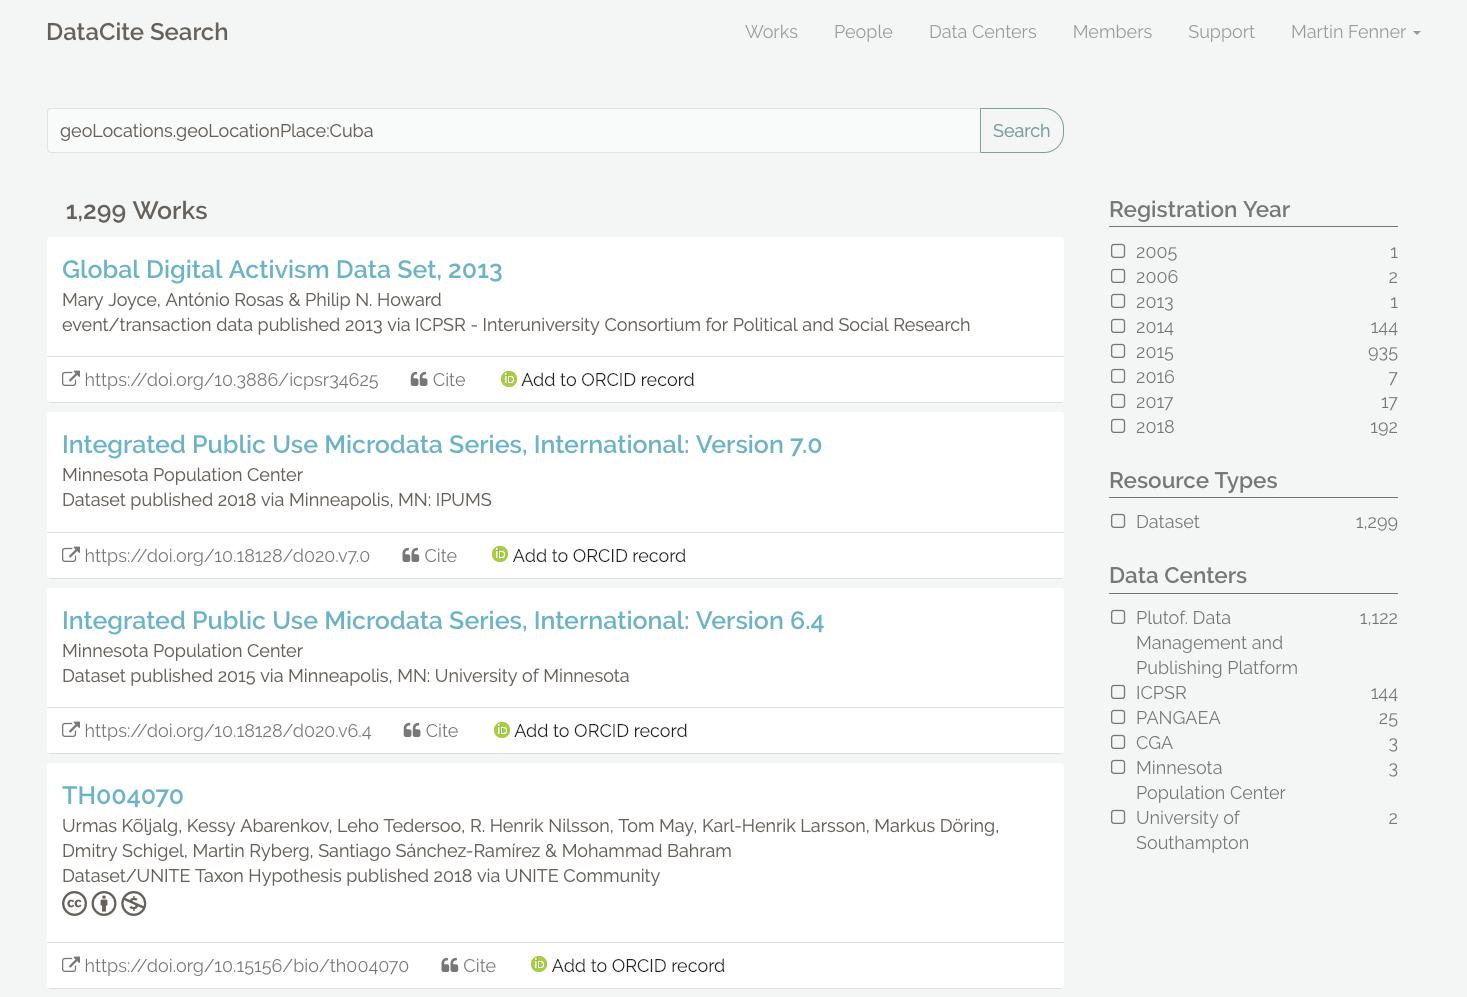 DataCite Search
Works People Data Centers Members Support Martin Fenner
geoLocations.geoLocationPlace:Cuba Search
1,299 Works
Global Digital Activism Data Set, 2013
Mary Joyce, António Rosas & Philip N. Howard
event/transaction data published 2013 via ICPSR - Interuniversity Consortium for Political and Social Research
https://doi.org/10.3886/icpsr34625 Cite iD Add to ORCID record
Integrated Public Use Microdata Series, International: Version 7.0
Minnesota Population Center
Dataset published 2018 via Minneapolis, MN: IPUMS
https://doi.org/10.18128/d020.v7.0 Cite iD Add to ORCID record
Integrated Public Use Microdata Series, International: Version 6.4
Minnesota Population Center
Dataset published 2015 via Minneapolis, MN: University of Minnesota
https://doi.org/10.18128/d020.v6.4 Cite iD Add to ORCID record
TH004070
Urmas Kõljalg, Kessy Abarenkov, Leho Tedersoo, R. Henrik Nilsson, Tom May, Karl-Henrik Larsson, Markus Döring,
Dmitry Schigel, Martin Ryberg, Santiago Sánchez-Ramírez & Mohammad Bahram
Dataset/UNITE Taxon Hypothesis published 2018 via UNITE Community
cc $
https://doi.org/10.15156/bio/th004070 Cite iD Add to ORCID record
Registration Year
2005 1
2006 2
2013 1
2014 144
2015 935
2016 7
2017 17
2018 192
Resource Types
Dataset 1,299
Data Centers
Plutof. Data 1,122
Management and
Publishing Platform
ICPSR 144
PANGAEA 25
CGA 3
Minnesota 3
Population Center
University of 2
Southampton